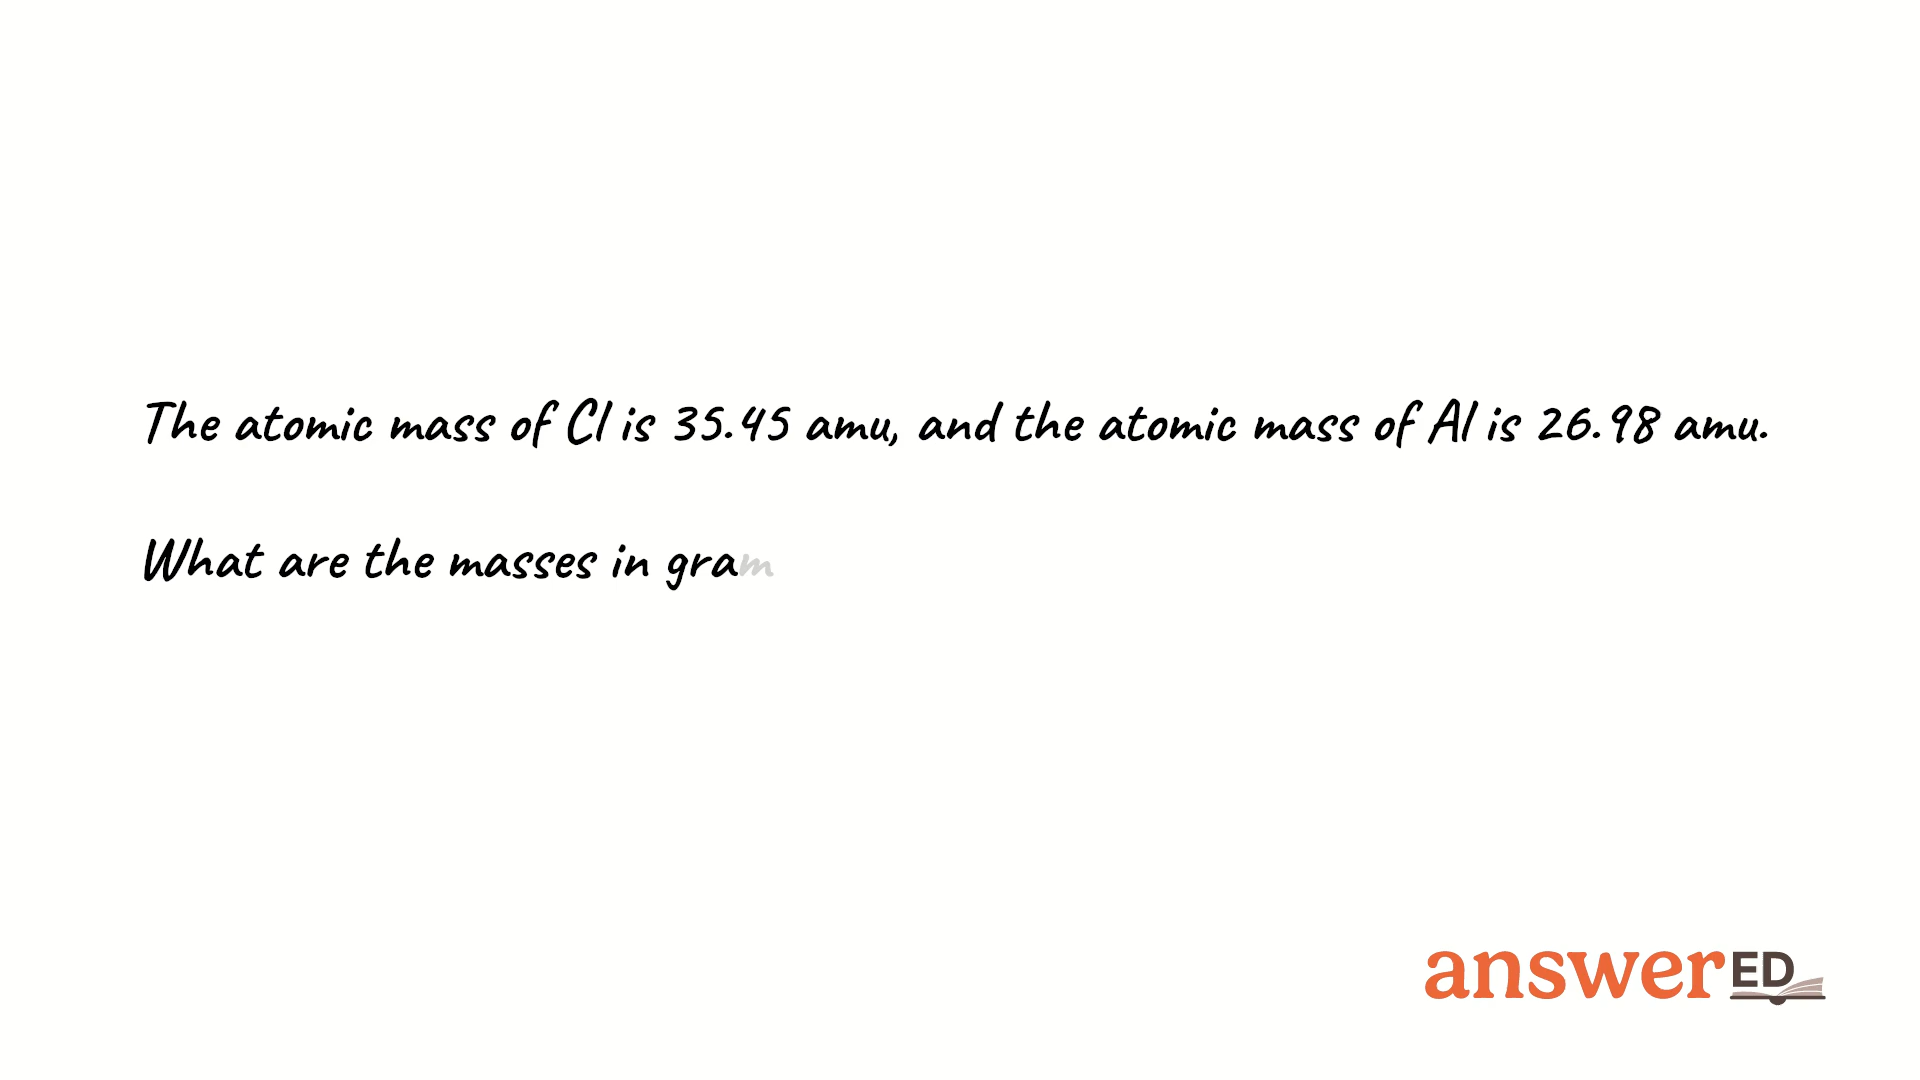 The atomic mass of Cl is 35.45 amu, and the atomic mass of Al is 26.98 amu.
What are the masses in gram
answerED